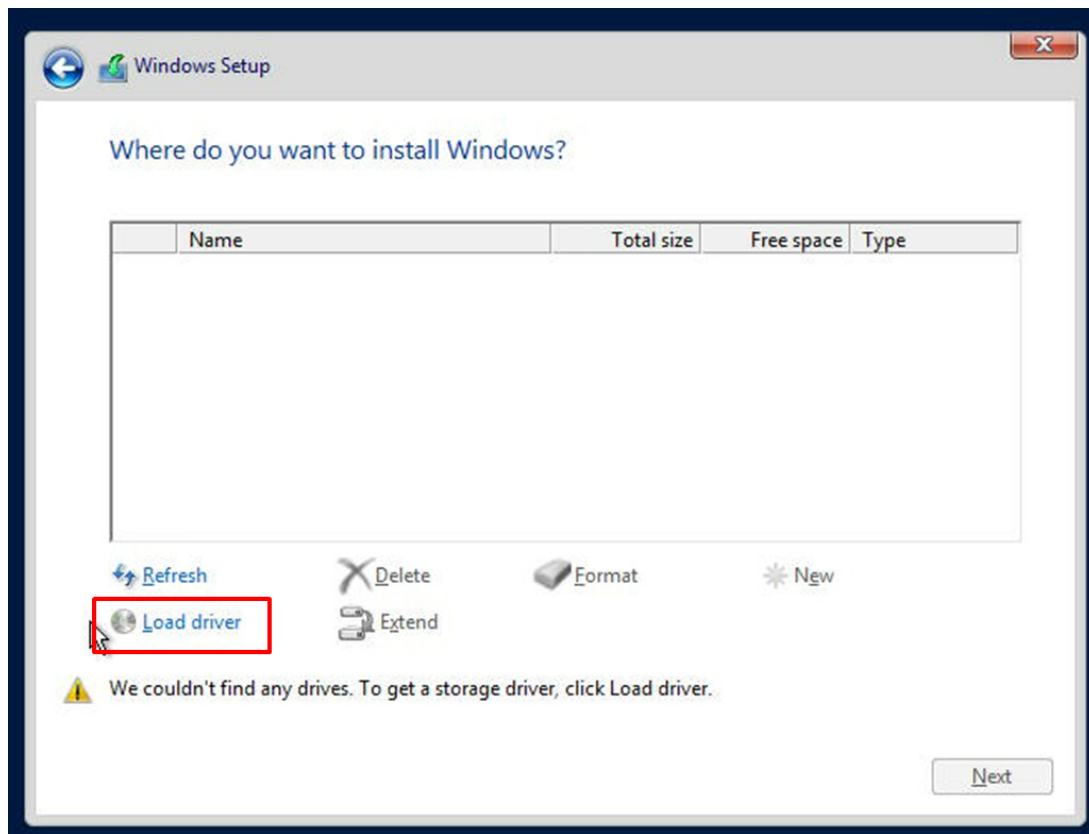 Windows Setup
Where do you want to install Windows?
Name Total size Free space Type
Refresh Delete Format New
Load driver Extend
We couldn't find any drives. To get a storage driver, click Load driver.
Next